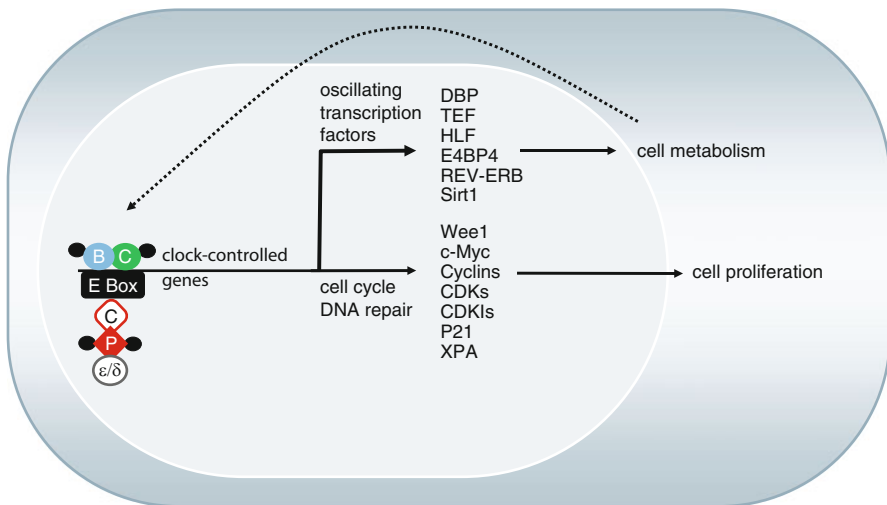 oscillating
transcription
factors
DBP
TEF
HLF
E4BP4
REV-ERB
Sirt1
cell metabolism
B C
E Box
C
P
ε/δ
clock-controlled
genes
cell cycle
DNA repair
Wee1
c-Myc
Cyclins
CDKs
CDKIs
P21
XPA
cell proliferation